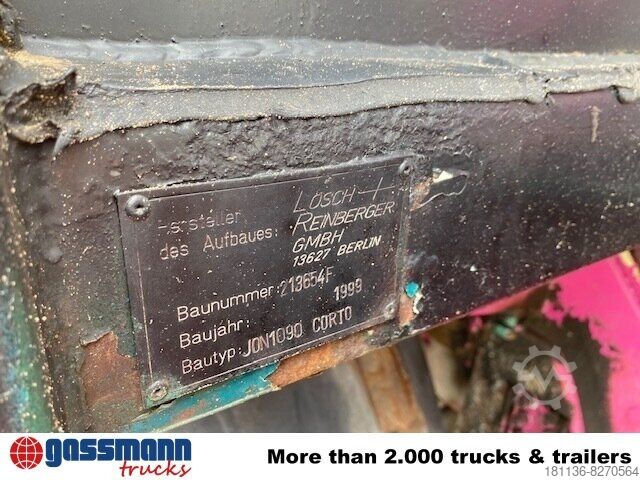 Hersteller LÖSCH +
des Aufbaues: REINBERGER
GMBH
13627 BERLIN
Baunummer: 213654F
Baujahr: 1999
Bautyp: JON1090 CORTO
gassmann
trucks
More than 2.000 trucks & trailers
181136-8270564